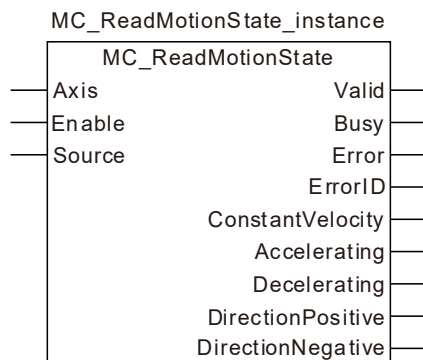 MC_ReadMotionState_instance
MC_ReadMotionState
Axis Valid
Enable Busy
Source Error
ErrorID
ConstantVelocity
Accelerating
Decelerating
DirectionPositive
DirectionNegative